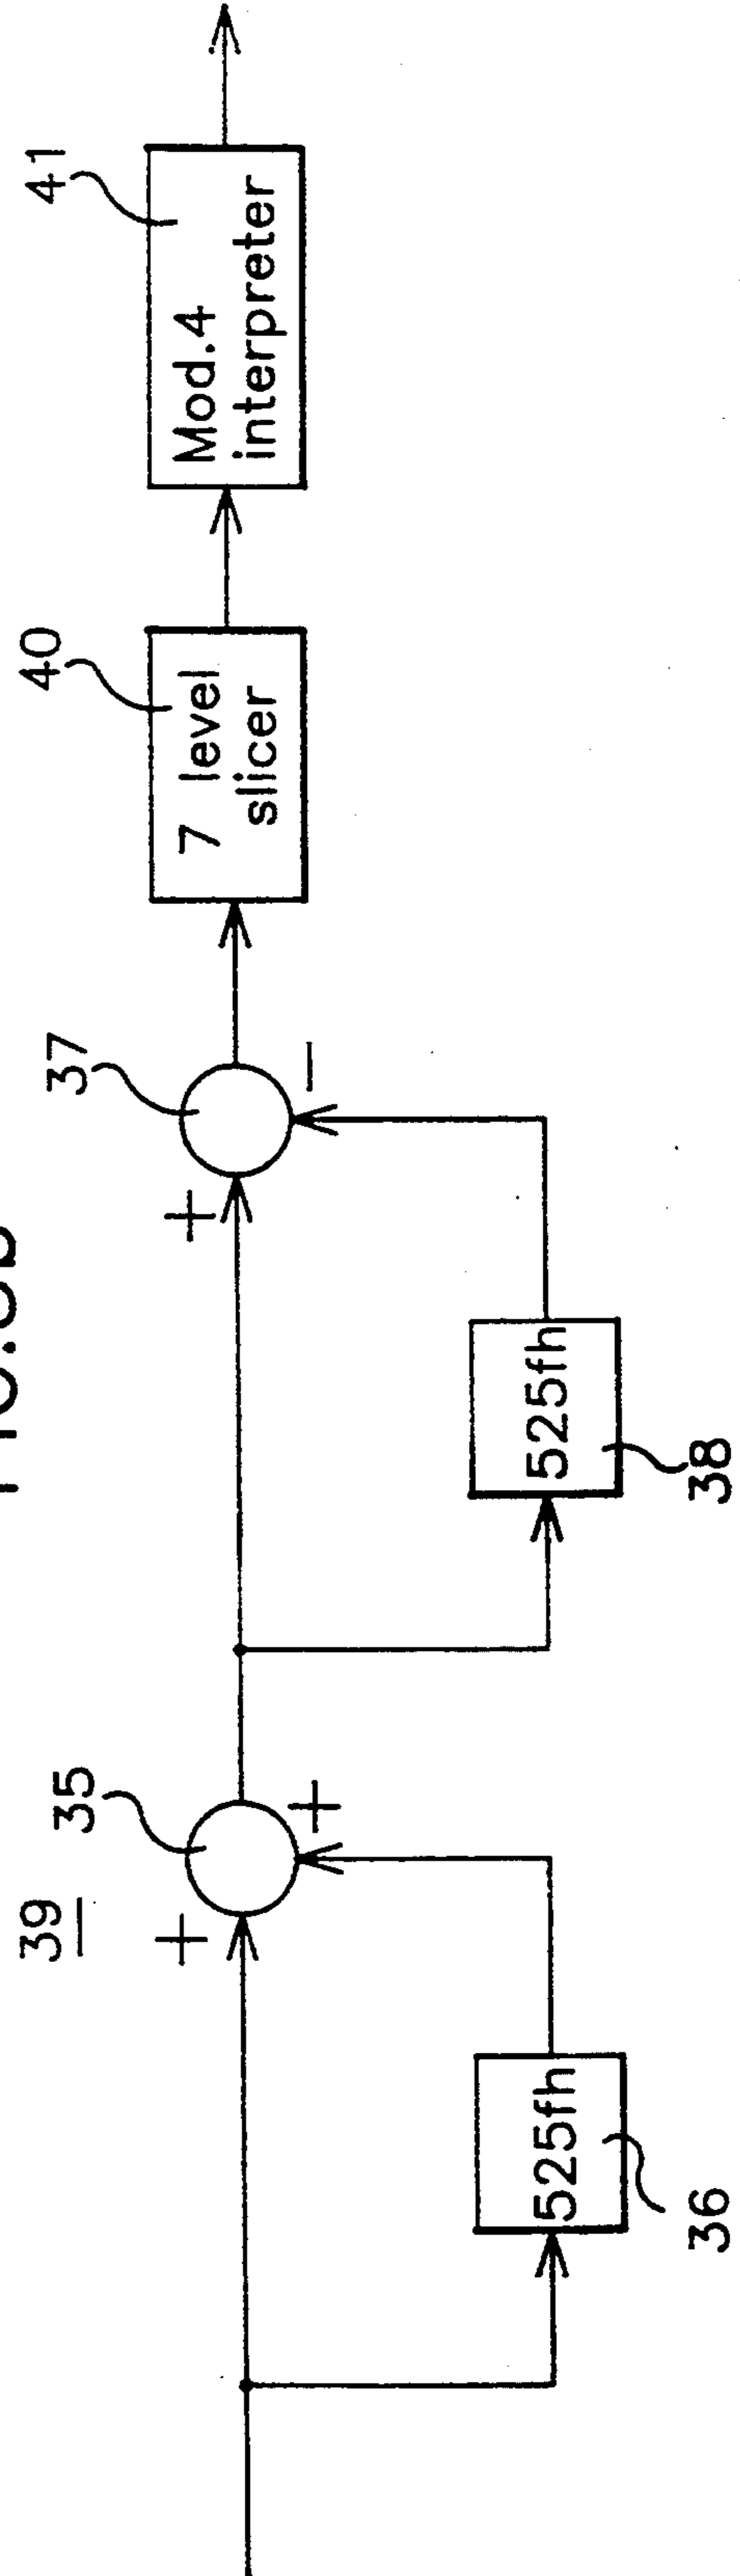 39
35
+
+
36
525fh
37
+
−
38
525fh
40
7 level
slicer
41
Mod.4
interpreter